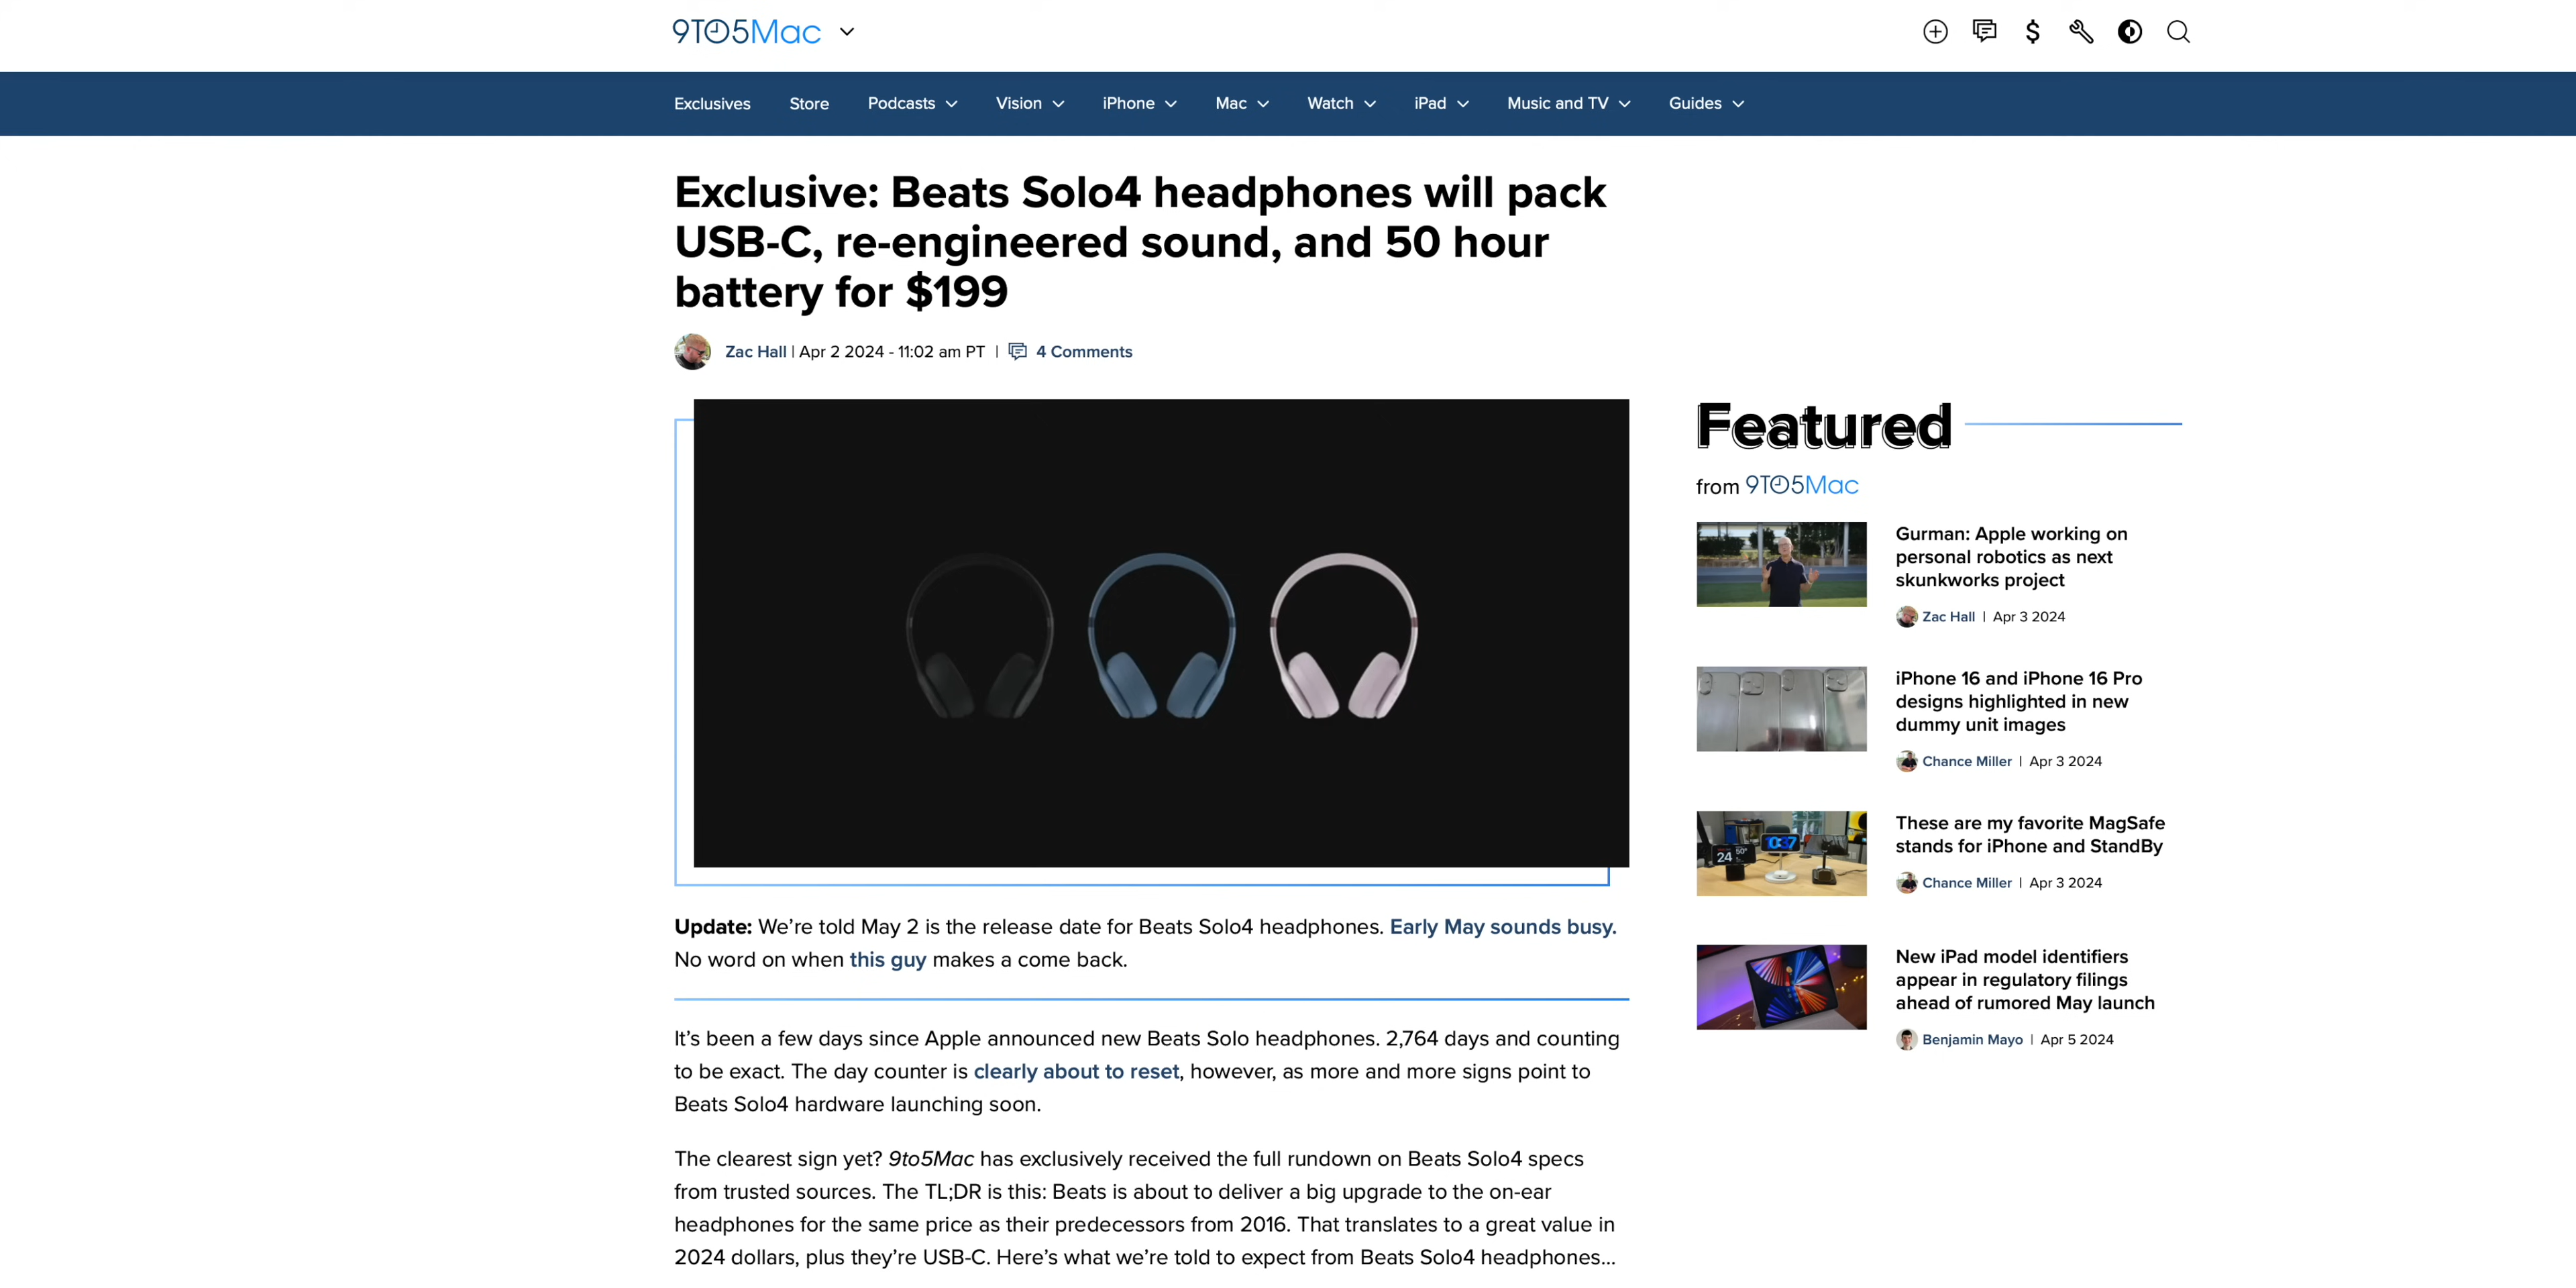 9TO5Mac
Exclusives Store Podcasts Vision iPhone Mac Watch iPad Music and TV Guides
Exclusive: Beats Solo4 headphones will pack
USB-C, re-engineered sound, and 50 hour
battery for $199
Zac Hall | Apr 2 2024 - 11:02 am PT | 4 Comments
Update: We’re told May 2 is the release date for Beats Solo4 headphones. Early May sounds busy.
No word on when this guy makes a come back.
It’s been a few days since Apple announced new Beats Solo headphones. 2,764 days and counting
to be exact. The day counter is clearly about to reset, however, as more and more signs point to
Beats Solo4 hardware launching soon.
The clearest sign yet? 9to5Mac has exclusively received the full rundown on Beats Solo4 specs
from trusted sources. The TL;DR is this: Beats is about to deliver a big upgrade to the on-ear
headphones for the same price as their predecessors from 2016. That translates to a great value in
2024 dollars, plus they’re USB-C. Here’s what we’re told to expect from Beats Solo4 headphones...
Featured
from 9TO5Mac
Gurman: Apple working on
personal robotics as next
skunkworks project
Zac Hall | Apr 3 2024
iPhone 16 and iPhone 16 Pro
designs highlighted in new
dummy unit images
Chance Miller | Apr 3 2024
24 50°
10:37
These are my favorite MagSafe
stands for iPhone and StandBy
Chance Miller | Apr 3 2024
New iPad model identifiers
appear in regulatory filings
ahead of rumored May launch
Benjamin Mayo | Apr 5 2024